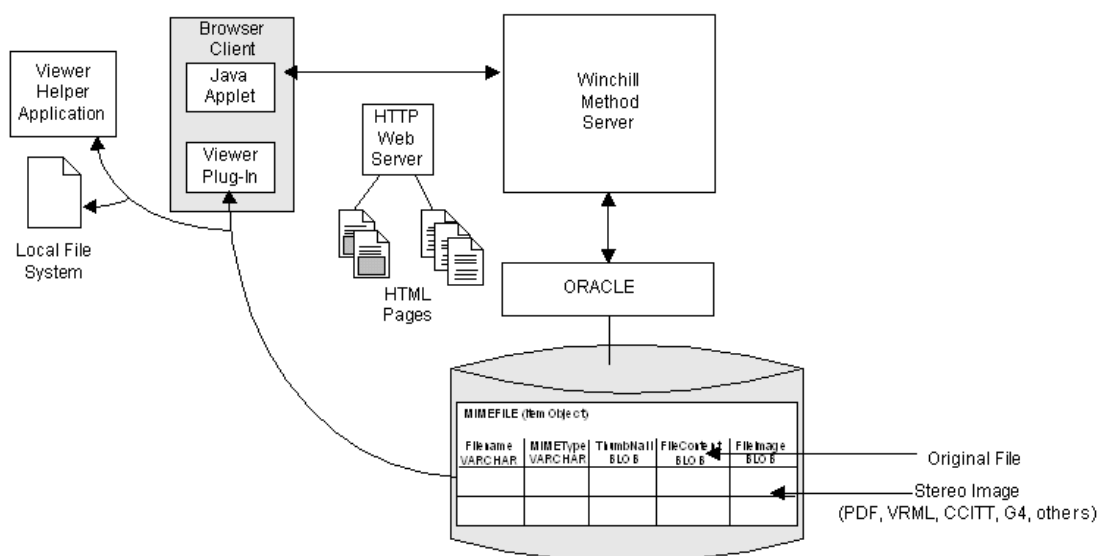 Browser
Client
Java
Applet
Viewer
Plug-In
Viewer
Helper
Application
Local File
System
HTTP
Web
Server
HTML
Pages
Winchill
Method
Server
ORACLE
MIMEFILE (Item Object)
Filename MIMEType ThumbNail FileContent FileImage
VARCHAR VARCHAR BLOB BLOB BLOB
Original File
Stereo Image
(PDF, VRML, CCITT, G4, others)